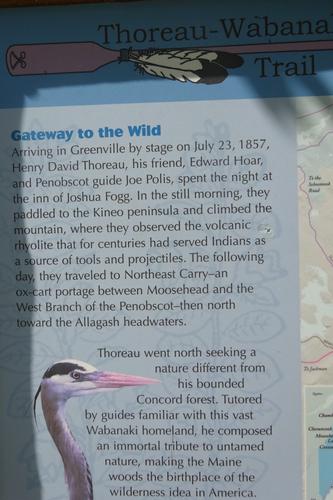 Thoreau-Wabana
Trail
Gateway to the Wild
Arriving in Greenville by stage on July 23, 1857,
Henry David Thoreau, his friend, Edward Hoar,
and Penobscot guide Joe Polis, spent the night at
the inn of Joshua Fogg. In the still morning, they
paddled to the Kineo peninsula and climbed the
mountain, where they observed the volcanic
rhyolite that for centuries had served Indians as
a source of tools and projectiles. The following
day, they traveled to Northeast Carry–an
ox-cart portage between Moosehead and the
West Branch of the Penobscot–then north
toward the Allagash headwaters.
Thoreau went north seeking a
nature different from
his bounded
Concord forest. Tutored
by guides familiar with this vast
Wabanaki homeland, he composed
an immortal tribute to untamed
nature, making the Maine
woods the birthplace of the
wilderness idea in America.
To the
Road
To Jackman